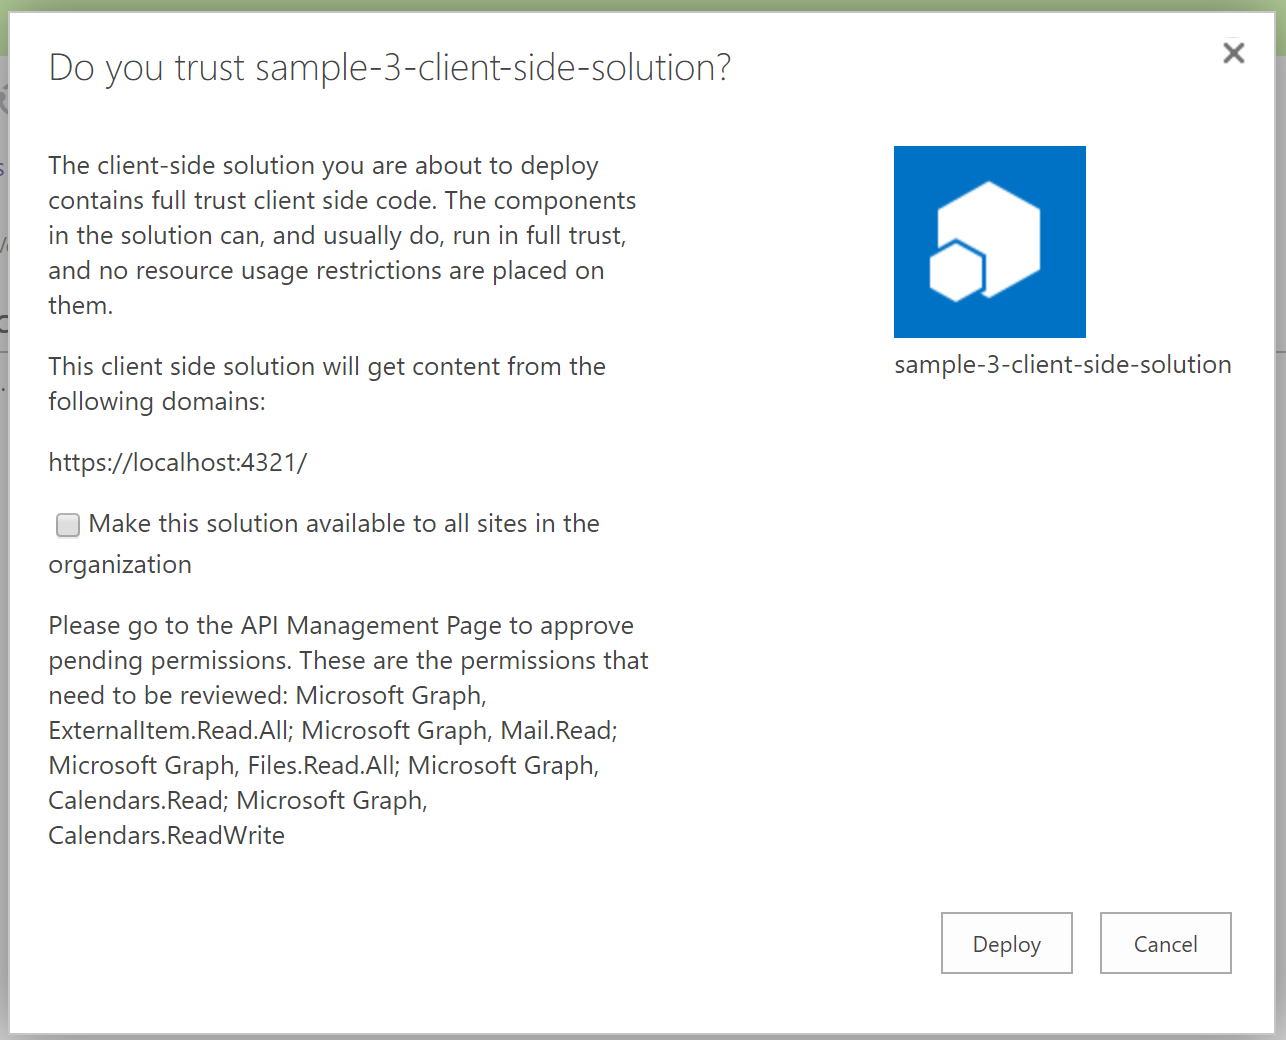 Do you trust sample-3-client-side-solution?
The client-side solution you are about to deploy
contains full trust client side code. The components
in the solution can, and usually do, run in full trust,
and no resource usage restrictions are placed on
them.
This client side solution will get content from the
following domains:
https://localhost:4321/
Make this solution available to all sites in the
organization
Please go to the API Management Page to approve
pending permissions. These are the permissions that
need to be reviewed: Microsoft Graph,
ExternalItem.Read.All; Microsoft Graph, Mail.Read;
Microsoft Graph, Files.Read.All; Microsoft Graph,
Calendars.Read; Microsoft Graph,
Calendars.ReadWrite
sample-3-client-side-solution
Deploy
Cancel